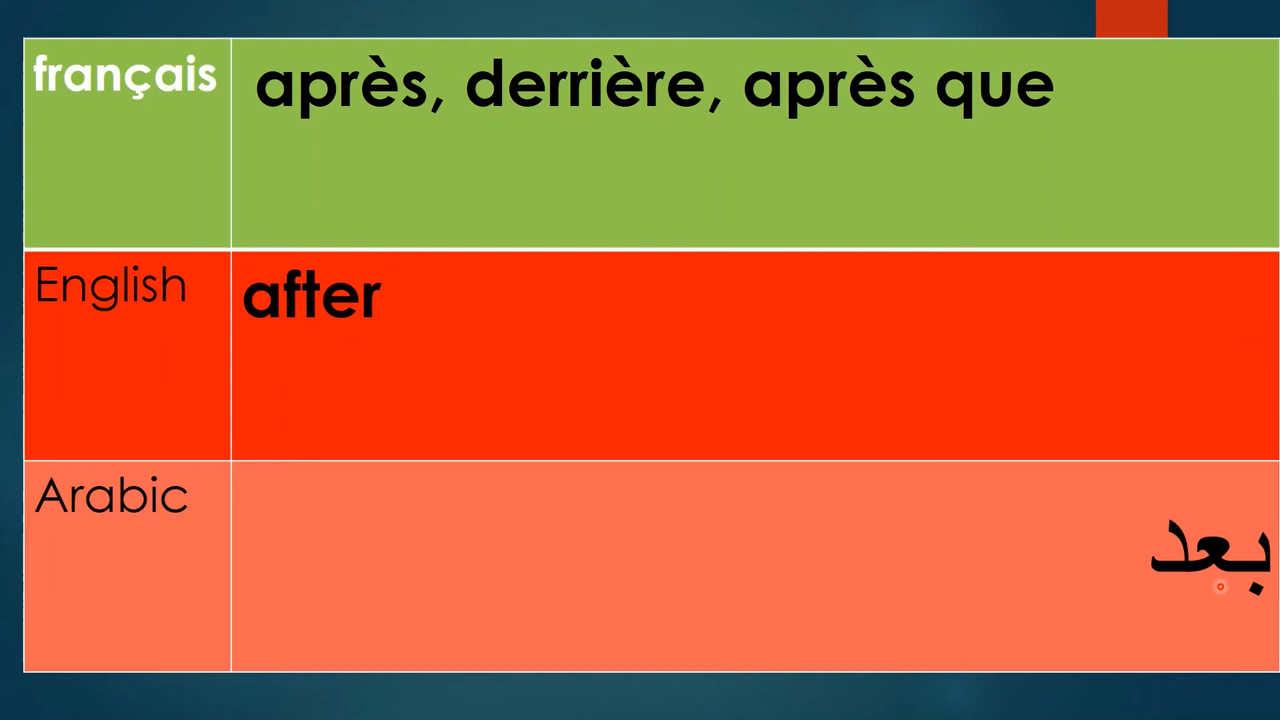 français
après, derrière, après que
English
after
Arabic
بعد